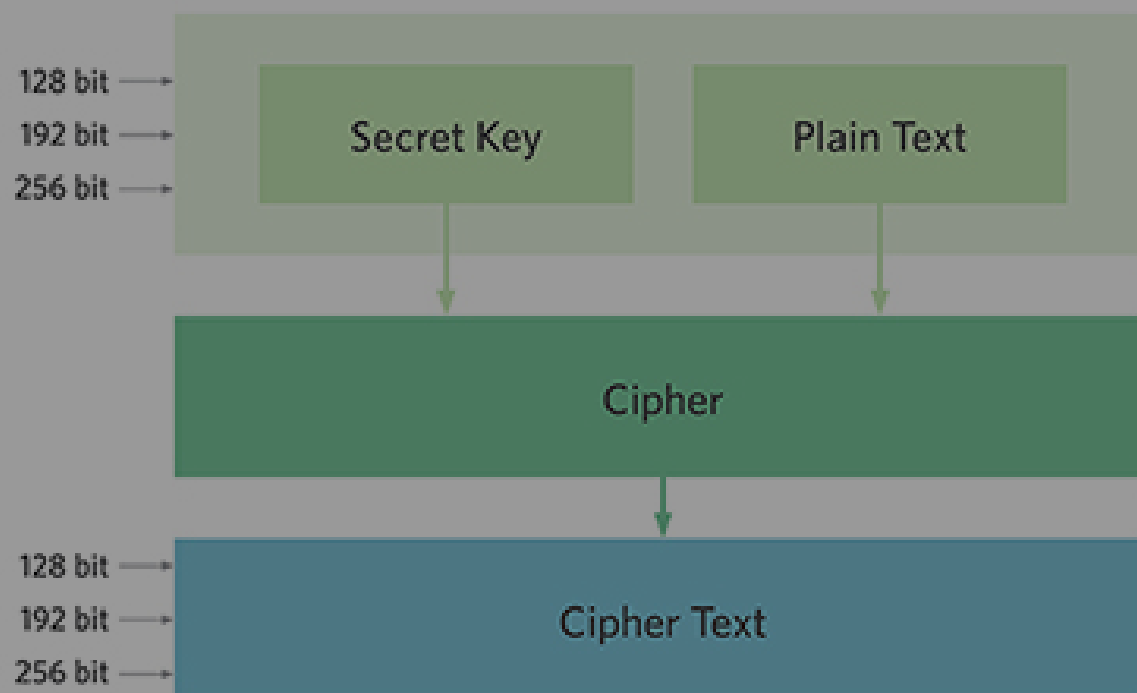 128 bit
192 bit
256 bit
Secret Key
Plain Text
Cipher
128 bit
192 bit
256 bit
Cipher Text